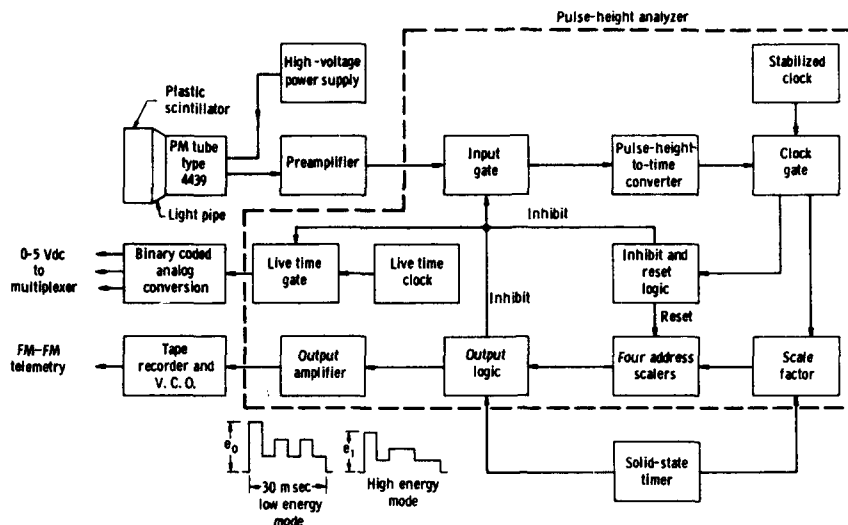 Pulse-height analyzer
High-voltage
power supply
Stabilized
clock
Plastic
scintillator
PM tube
type
4439
Preamplifier
Input
gate
Pulse-height-
to-time
converter
Clock
gate
Light pipe
Inhibit
0-5 Vdc
to
multiplexer
Binary coded
analog
conversion
Live time
gate
Live time
clock
Inhibit
Inhibit and
reset
logic
Reset
FM-FM
telemetry
Tape
recorder and
V. C. O.
Output
amplifier
Output
logic
Four address
scalers
Scale
factor
e0
e1
30 msec
low energy
mode
High energy
mode
Solid-state
timer